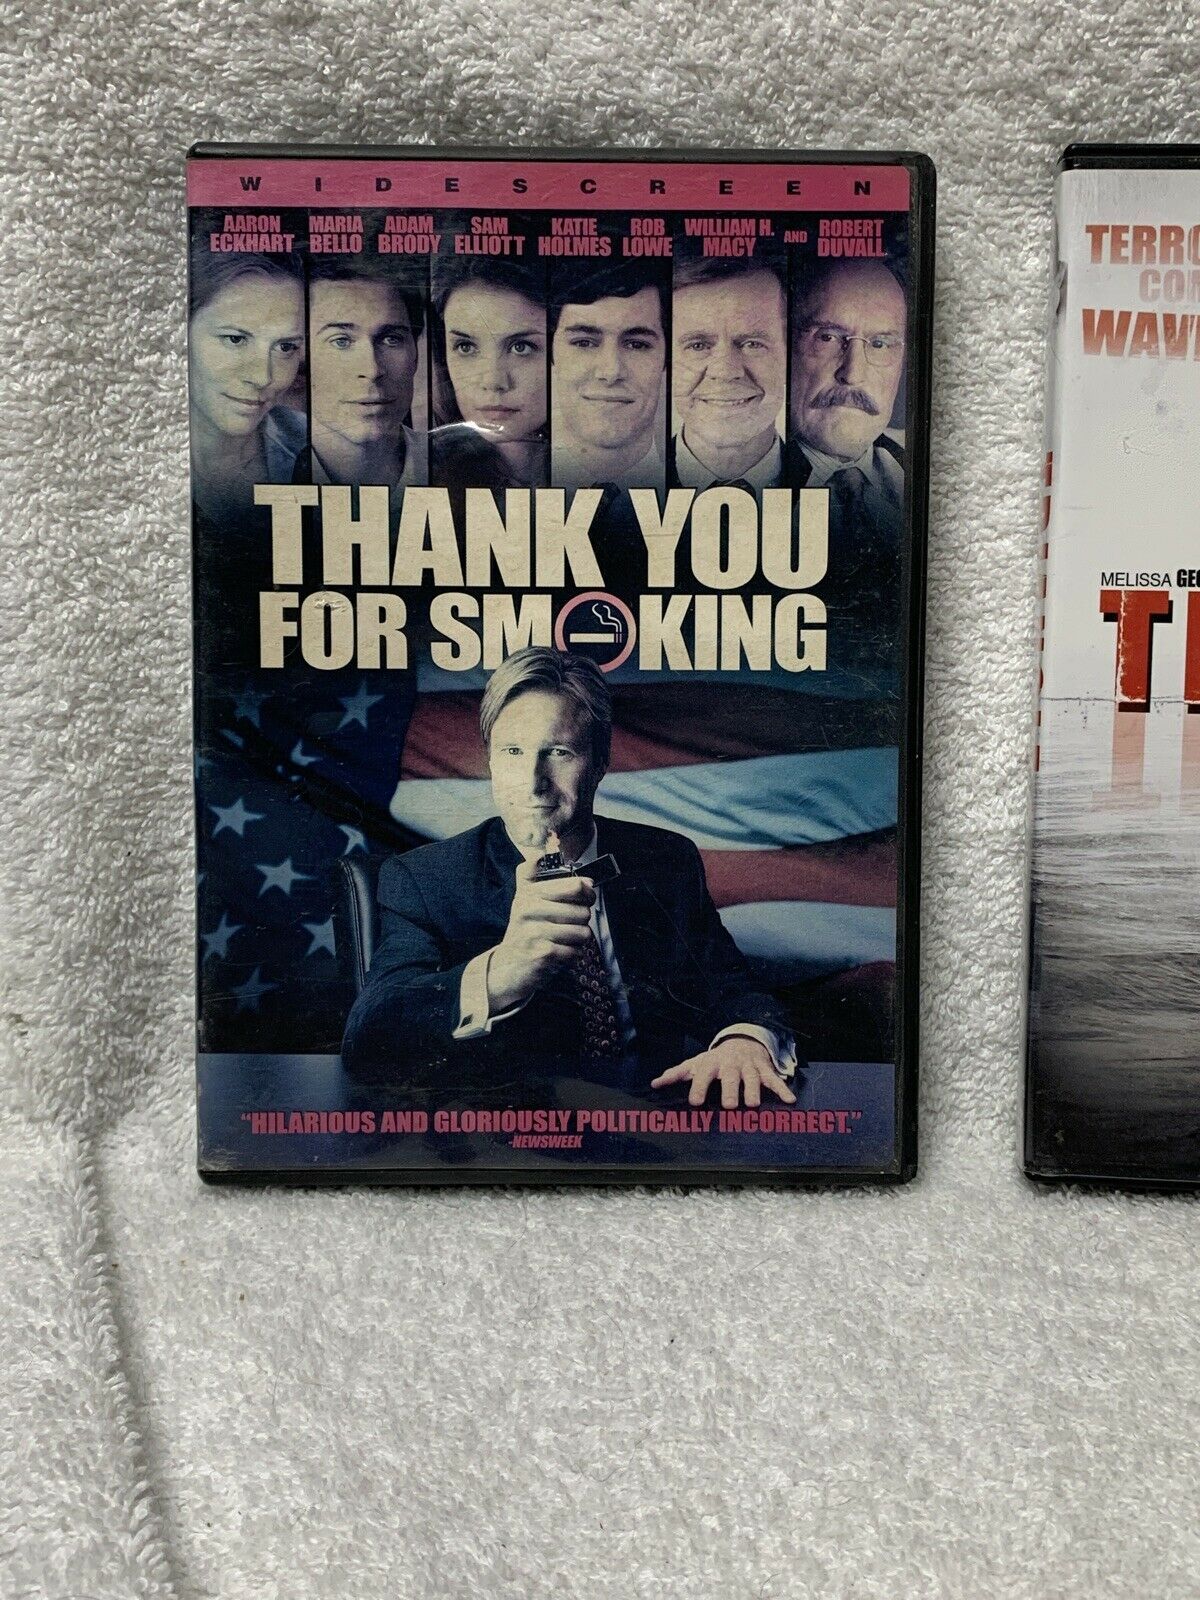 WIDESCREEN
AARON ECKHART MARIA BELLO ADAM BRODY SAM ELLIOTT KATIE HOLMES ROB LOWE WILLIAM H. MACY AND ROBERT DUVALL
THANK YOU
FOR SMOKING
"HILARIOUS AND GLORIOUSLY POLITICALLY INCORRECT."
-NEWSWEEK
MELISSA